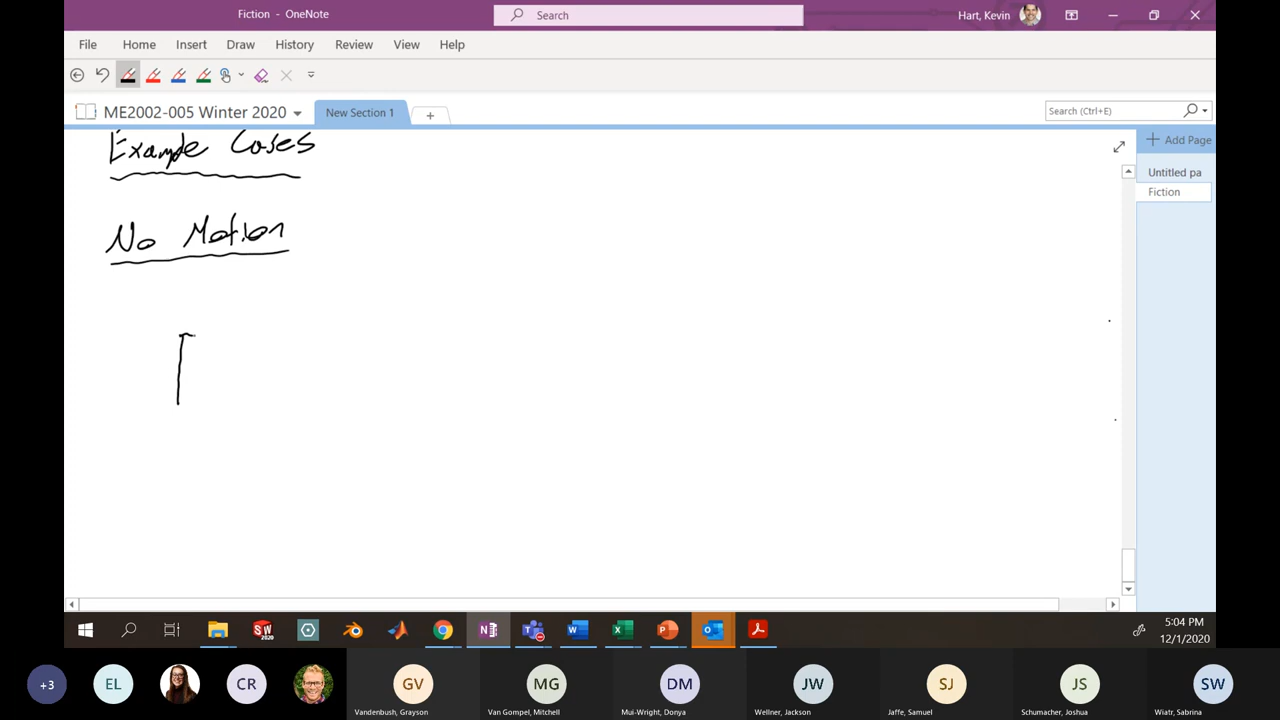 Fiction - OneNote
Search
Hart, Kevin
File Home Insert Draw History Review View Help
ME2002-005 Winter 2020
New Section 1
+
Search (Ctrl+E)
Example Cases
No Motion
+ Add Page
Untitled pa
Fiction
SW 2020
5:04 PM
12/1/2020
+3 EL CR GV MG DM JW SJ JS SW
Vandenbush, Grayson Van Gompel, Mitchell Mui-Wright, Donya Wellner, Jackson Jaffe, Samuel Schumacher, Joshua Wiatr, Sabrina